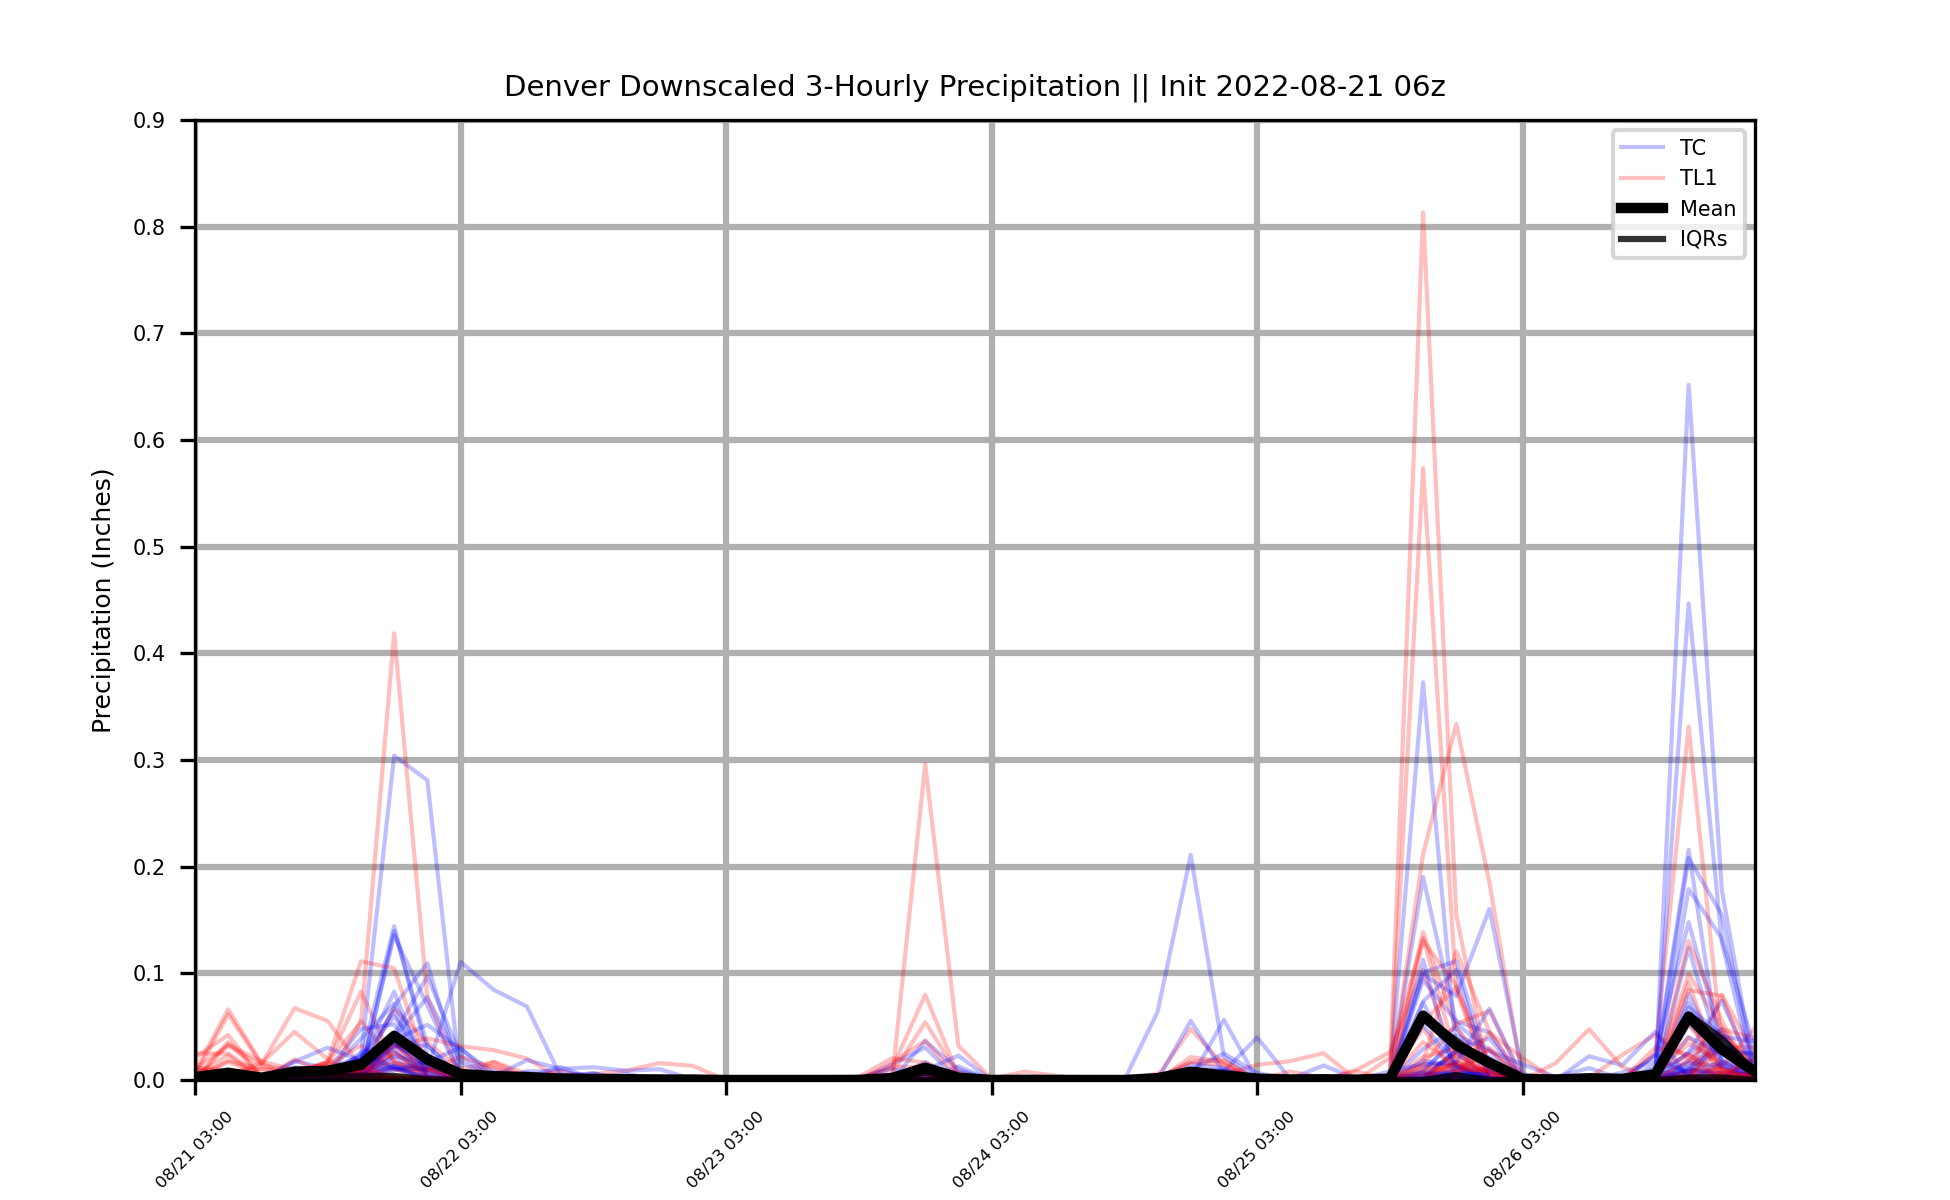 Denver Downscaled 3-Hourly Precipitation || Init 2022-08-21 06z
0.9
0.8
0.7
0.6
0.5
0.4
0.3
0.2
0.1
0.0
Precipitation (Inches)
TC
TL1
Mean
IQRs
08/21 03:00
08/22 03:00
08/23 03:00
08/24 03:00
08/25 03:00
08/26 03:00